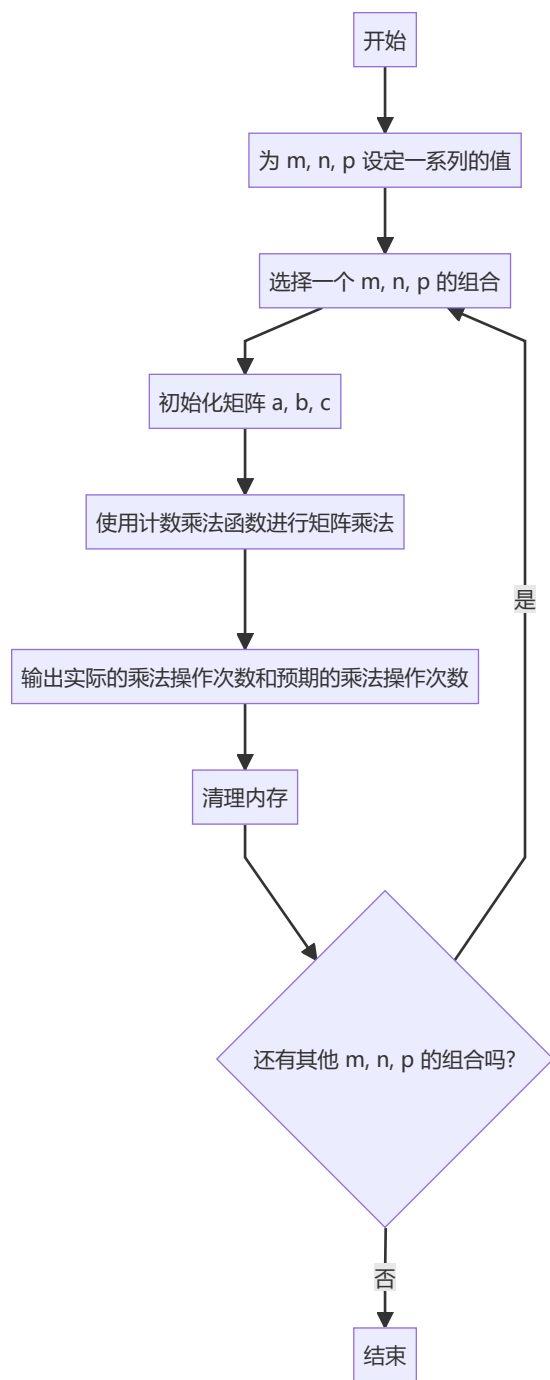 开始
为 m, n, p 设定一系列的值
选择一个 m, n, p 的组合
初始化矩阵 a, b, c
使用计数乘法函数进行矩阵乘法
是
输出实际的乘法操作次数和预期的乘法操作次数
清理内存
还有其他 m, n, p 的组合吗?
否
结束